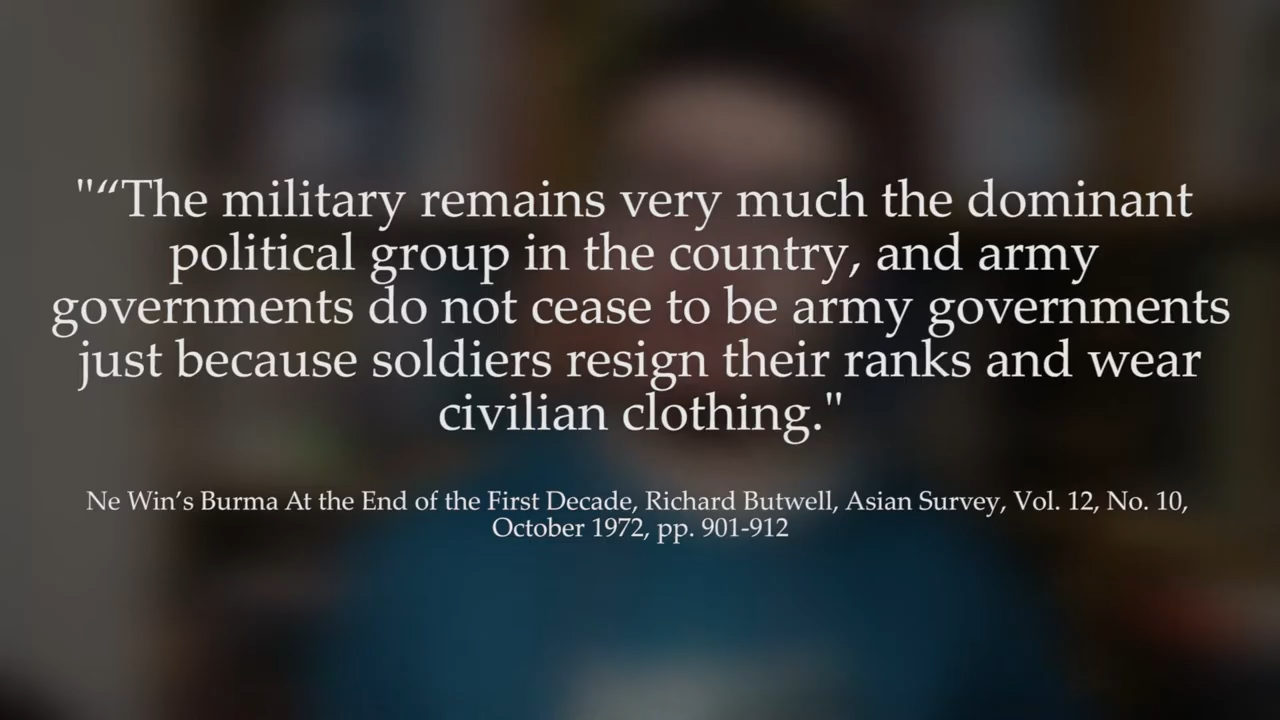 "“The military remains very much the dominant
political group in the country, and army
governments do not cease to be army governments
just because soldiers resign their ranks and wear
civilian clothing."
Ne Win’s Burma At the End of the First Decade, Richard Butwell, Asian Survey, Vol. 12, No. 10,
October 1972, pp. 901-912